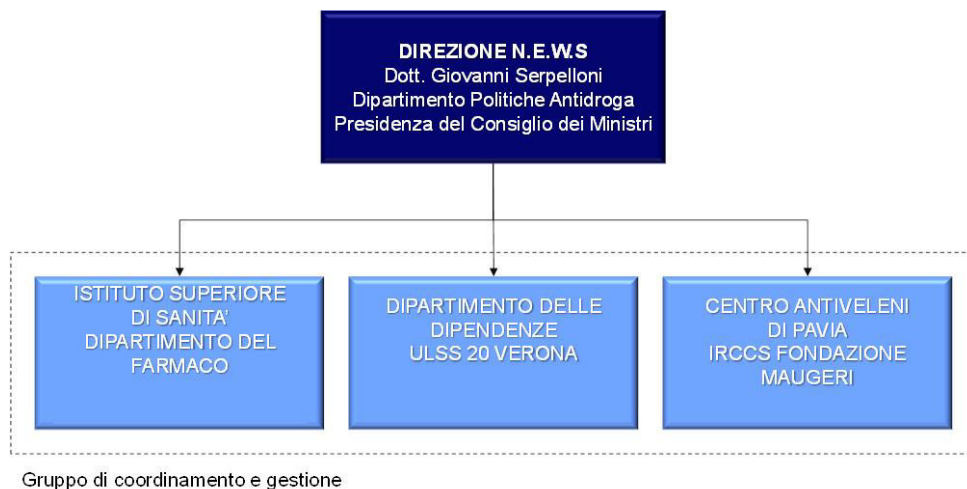 DIREZIONE N.E.W.S
Dott. Giovanni Serpelloni
Dipartimento Politiche Antidroga
Presidenza del Consiglio dei Ministri
ISTITUTO SUPERIORE
DI SANITA'
DIPARTIMENTO DEL
FARMACO
DIPARTIMENTO DELLE
DIPENDENZE
ULSS 20 VERONA
CENTRO ANTIVELENI
DI PAVIA
IRCCS FONDAZIONE
MAUGERI
Gruppo di coordinamento e gestione